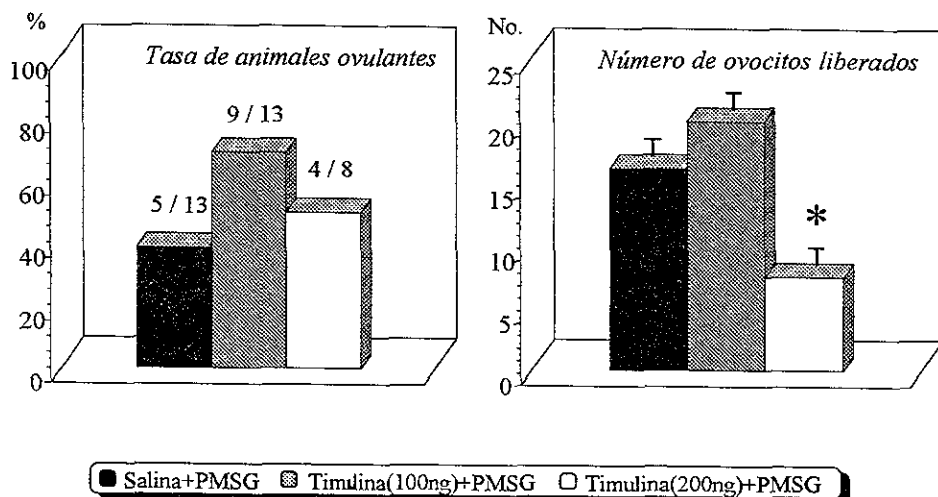 %
Tasa de animales ovulantes
100
80
60
40
20
0
5 / 13
9 / 13
4 / 8
No.
Número de ovocitos liberados
25
20
15
10
5
0
*
Salina+PMSG Timulina(100ng)+PMSG Timulina(200ng)+PMSG